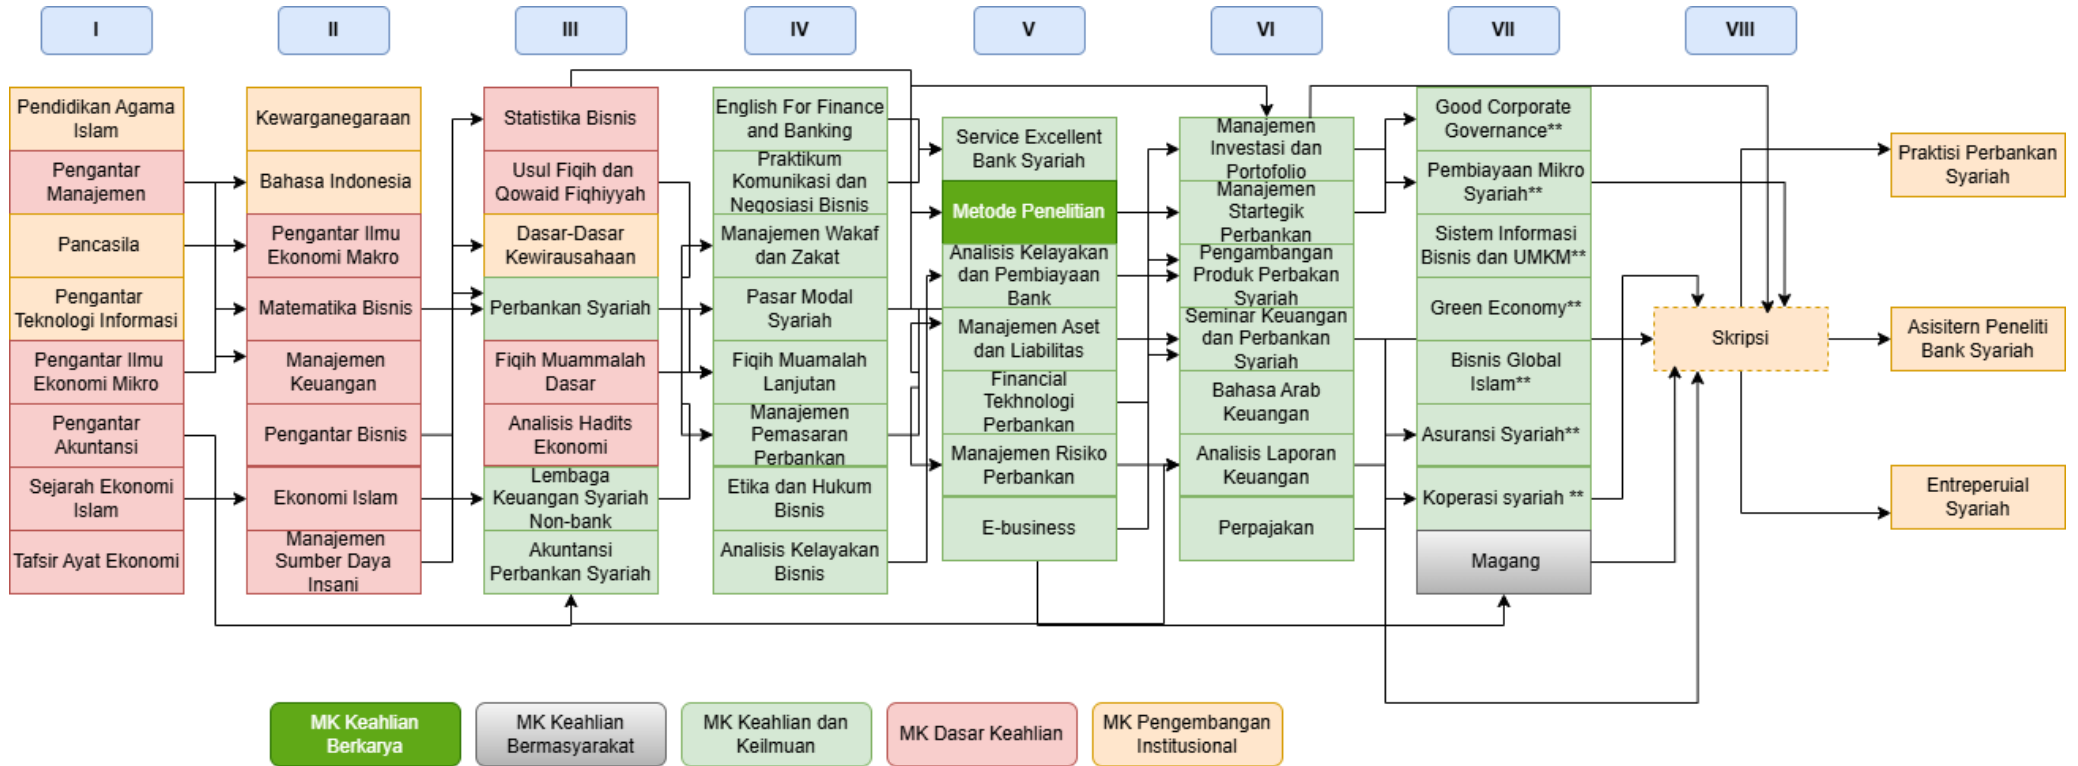 I
II
III
IV
V
VI
VII
VIII
Pendidikan Agama
Islam
Pengantar
Manajemen
Pancasila
Pengantar
Teknologi Informasi
Pengantar Ilmu
Ekonomi Mikro
Pengantar
Akuntansi
Sejarah Ekonomi
Islam
Tafsir Ayat Ekonomi
Kewarganegaraan
Bahasa Indonesia
Pengantar Ilmu
Ekonomi Makro
Matematika Bisnis
Manajemen
Keuangan
Pengantar Bisnis
Ekonomi Islam
Manajemen
Sumber Daya
Insani
Statistika Bisnis
Usul Fiqih dan
Qowaid Fiqhiyyah
Dasar-Dasar
Kewirausahaan
Perbankan Syariah
Fiqih Muammalah
Dasar
Analisis Hadits
Ekonomi
Lembaga
Keuangan Syariah
Non-bank
Akuntansi
Perbankan Syariah
English For Finance
and Banking
Praktikum
Komunikasi dan
Negosiasi Bisnis
Manajemen Wakaf
dan Zakat
Pasar Modal
Syariah
Fiqih Muamalah
Lanjutan
Manajemen
Pemasaran
Perbankan
Etika dan Hukum
Bisnis
Analisis Kelayakan
Bisnis
Service Excellent
Bank Syariah
Metode Penelitian
Analisis Kelayakan
dan Pembiayaan
Bank
Manajemen Aset
dan Liabilitas
Financial
Tekhnologi
Perbankan
Manajemen Risiko
Perbankan
E-business
Manajemen
Investasi dan
Portofolio
Manajemen
Startegik
Perbankan
Pengambangan
Produk Perbakan
Syariah
Seminar Keuangan
dan Perbankan
Syariah
Bahasa Arab
Keuangan
Analisis Laporan
Keuangan
Perpajakan
Good Corporate
Governance**
Pembiayaan Mikro
Syariah**
Sistem Informasi
Bisnis dan UMKM**
Green Economy**
Bisnis Global
Islam**
Asuransi Syariah**
Koperasi syariah **
Magang
Skripsi
Praktisi Perbankan
Syariah
Asisitern Peneliti
Bank Syariah
Entreperuial
Syariah
MK Keahlian
Berkarya
MK Keahlian
Bermasyarakat
MK Keahlian dan
Keilmuan
MK Dasar Keahlian
MK Pengembangan
Institusional